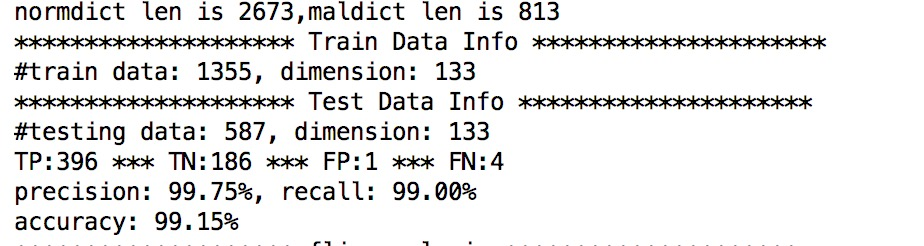 normdict len is 2673,maldict len is 813
******************** Train Data Info *********************
#train data: 1355, dimension: 133
******************** Test Data Info *********************
#testing data: 587, dimension: 133
TP:396 *** TN:186 *** FP:1 *** FN:4
precision: 99.75%, recall: 99.00%
accuracy: 99.15%